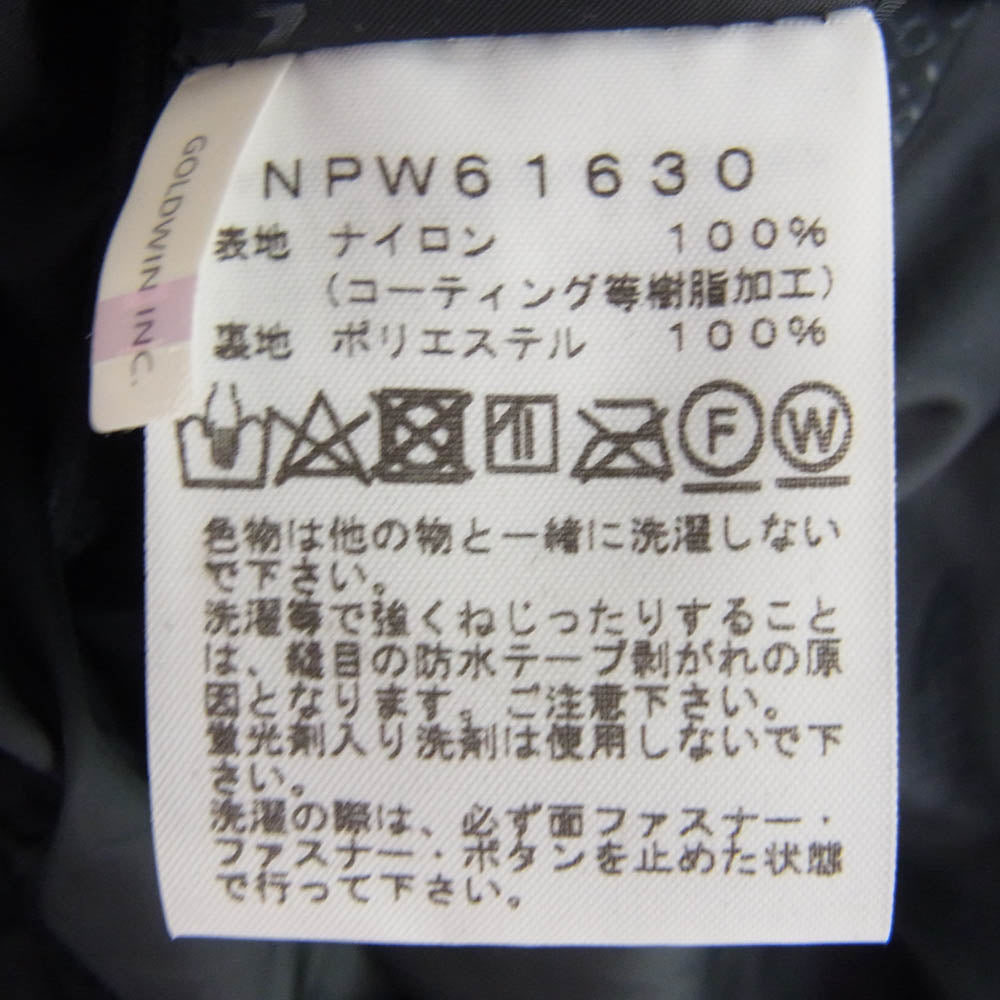 GOLDWIN INC.
NPW61630
表地 ナイロン 100%
(コーティング等樹脂加工)
裏地 ポリエステル 100%
F W
色物は他の物と一緒に洗濯しない
で下さい。
洗濯等で強くねじったりすること
は、縫目の防水テープ剥がれの原
因となります。ご注意下さい。
蛍光剤入り洗剤は使用しないで下
さい。
洗濯の際は、必ず面ファスナー・
ファスナー・ボタンを止めた状態
で行って下さい。